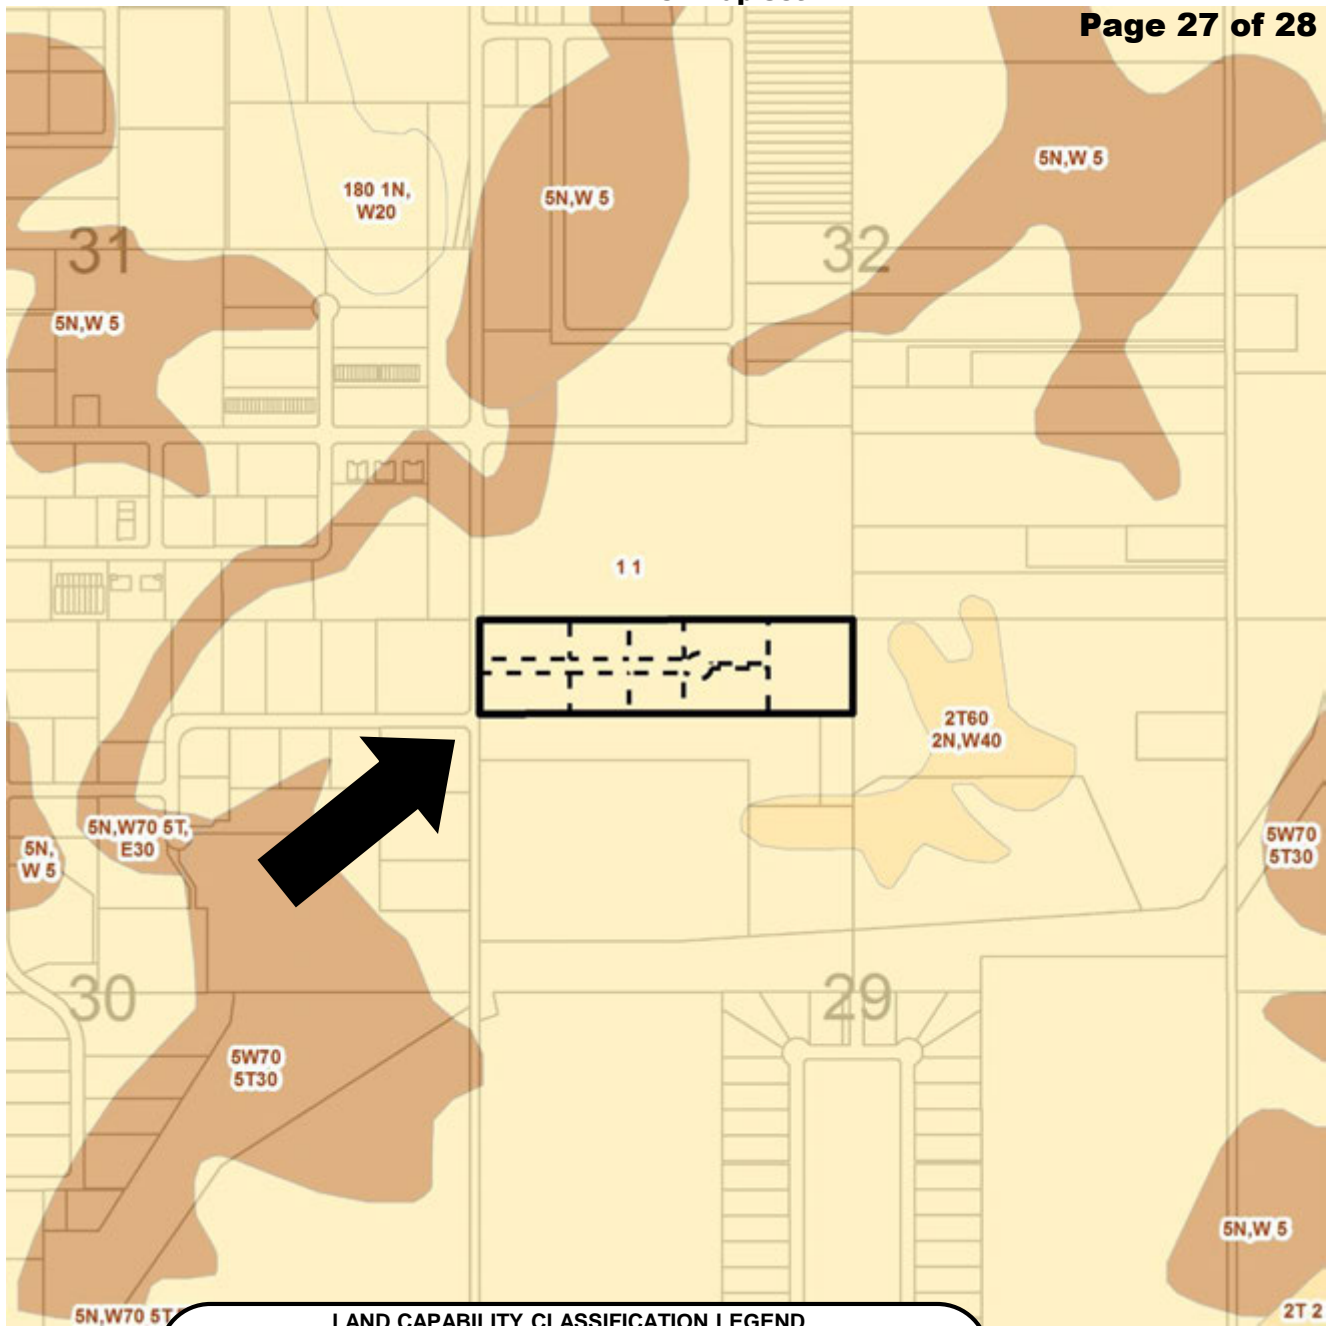 Page 27 of 28
5N,W 5
180 1N,
W20
5N,W 5
31
32
5N,W 5
1 1
2T60
2N,W40
5N,W70 5T,
E30
5N,
W 5
5W70
5T30
30
29
5W70
5T30
5N,W 5
5N,W70 5T
2T 2
LAND CAPABILITY CLASSIFICATION LEGEND